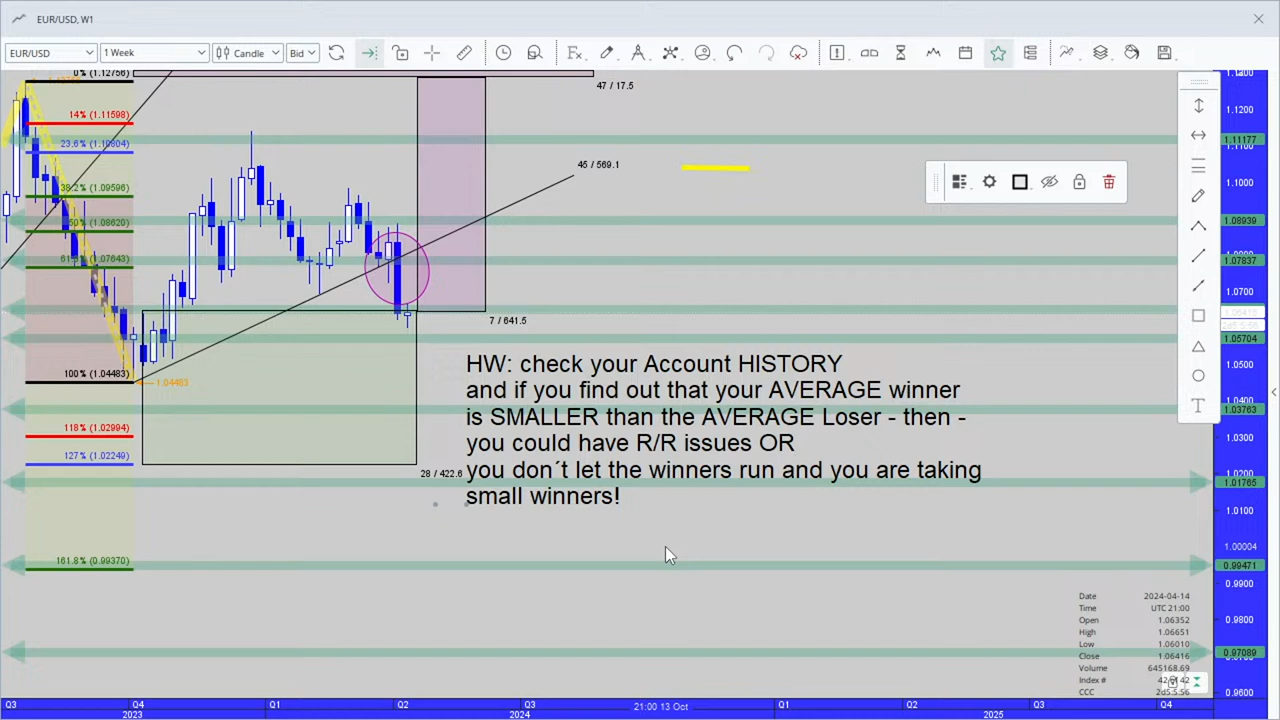 EUR/USD, W1
EUR/USD
1 Week
Candle
Bid
Fx
0% (1.12756)
14% (1.11598)
23.6% (1.10804)
38.2% (1.09596)
50% (1.08620)
(1.07643)
100% (1.04483)
1.04483
118% (1.02994)
127% (1.02249)
161.8% (0.99370)
47 / 17.5
45 / 569.1
7 / 641.5
28 / 422.6
HW: check your Account HISTORY
and if you find out that your AVERAGE winner
is SMALLER than the AVERAGE Loser - then -
you could have R/R issues OR
you don´t let the winners run and you are taking
small winners!
1.1200
1.11177
1.1000
1.08939
1.07837
1.0700
1.05704
1.0500
1.03763
1.0300
1.0200
1.01765
1.0100
1.00004
0.99471
0.9900
0.9800
0.97089
0.9600
Date 2024-04-14
Time UTC 21:00
Open 1.06352
High 1.06651
Low 1.06010
Close 1.06416
Volume 645168.69
Index #
CCC 2d5:5:56
Q3 Q4 Q1 Q2 Q3 21:00 13 Oct Q1 Q2 Q3 Q4
2023 2024 2025